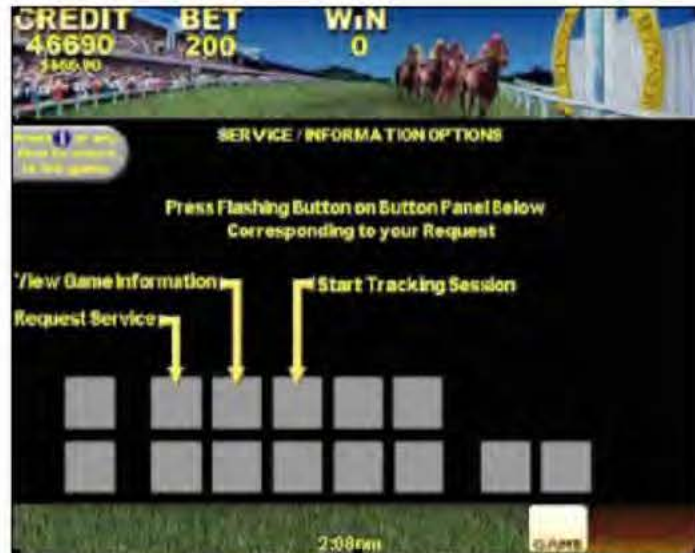 CREDIT BET WIN
46690 200 0
SERVICE / INFORMATION OPTIONS
Press Flashing Button on Button Panel Below
Corresponding to your Request
View Game Information
Start Tracking Session
Request Service
2:08pm